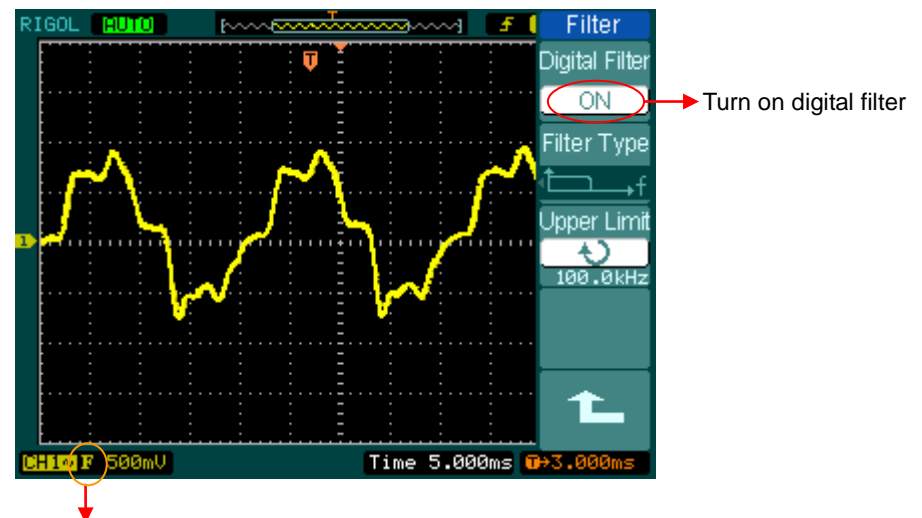 RIGOL AUTO Filter
T
T
Digital Filter
ON
Turn on digital filter
Filter Type
f
Upper Limit
100.0kHz
1
CH1 F 500mV Time 5.000ms T→3.000ms